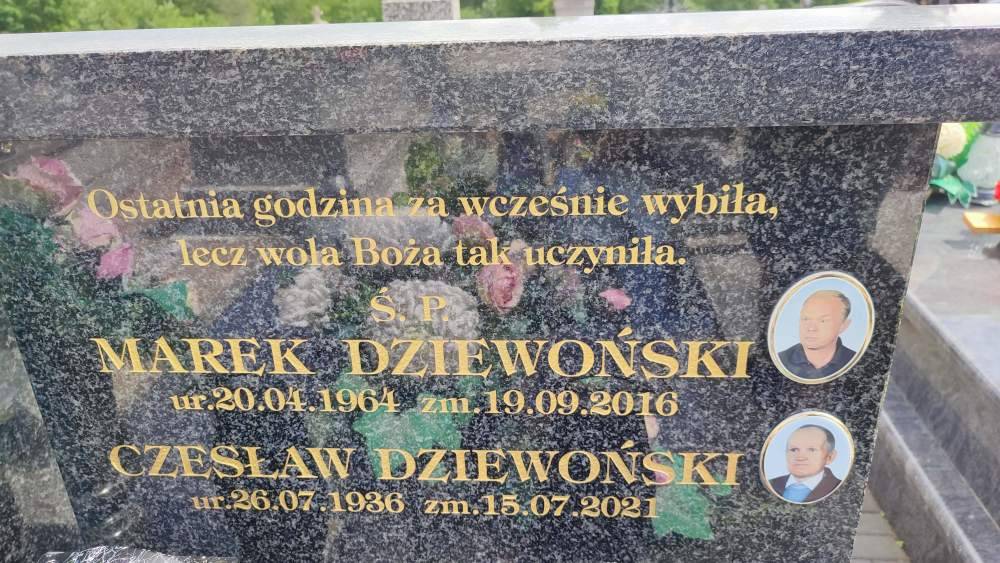 Ostatnia godzina za wcześnie wybiła,
lecz wola Boża tak uczyniła.
Ś. P.
MAREK DZIEWOŃSKI
ur.20.04.1964 zm.19.09.2016
CZESŁAW DZIEWOŃSKI
ur.26.07.1936 zm.15.07.2021